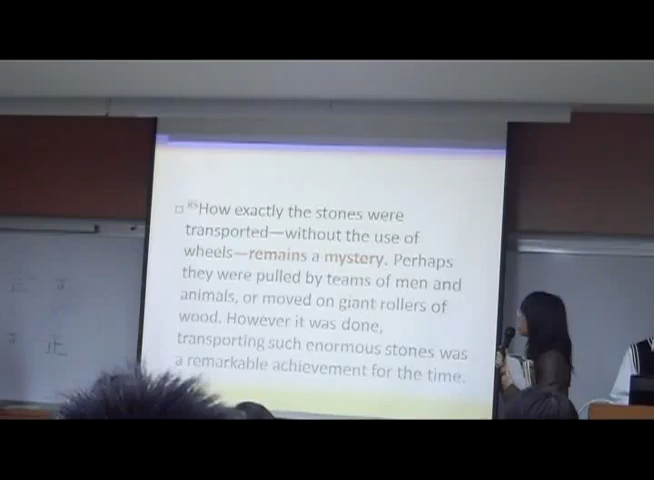 How exactly the stones were
transported—without the use of
wheels—remains a mystery. Perhaps
they were pulled by teams of men and
animals, or moved on giant rollers of
wood. However it was done,
transporting such enormous stones was
a remarkable achievement for the time.
正